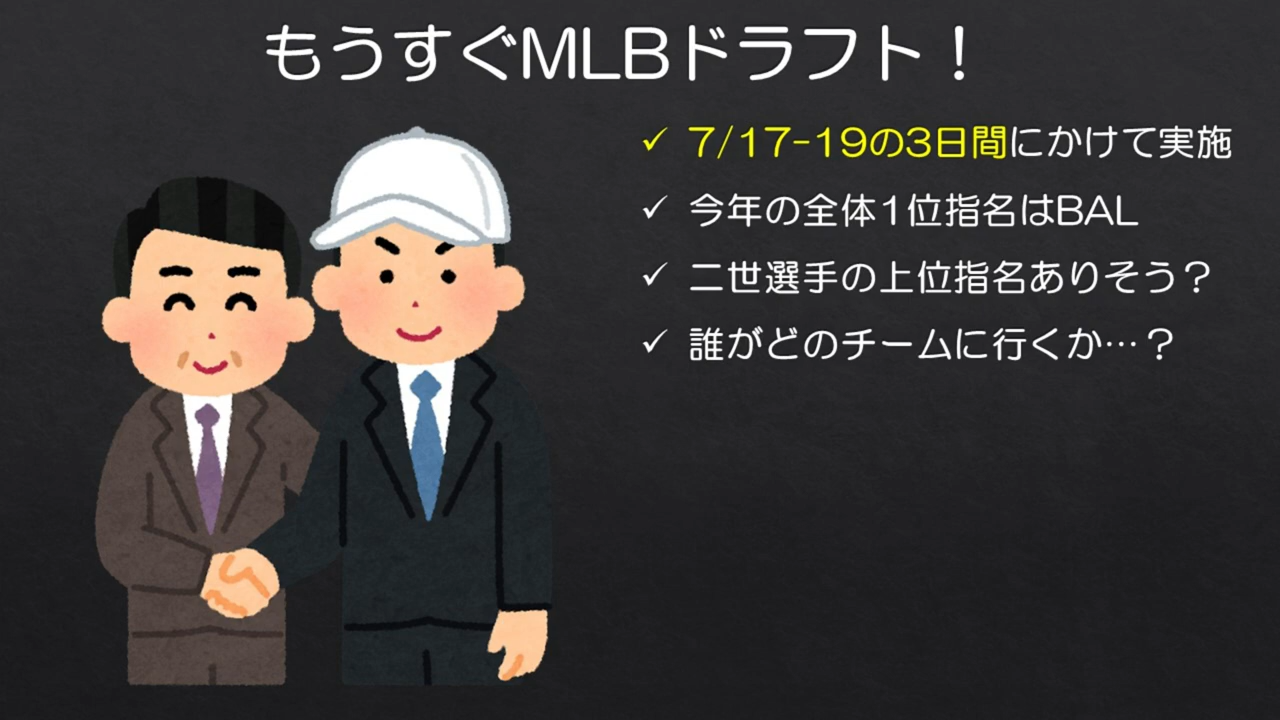 もうすぐMLBドラフト！
✓ 7/17-19の3日間にかけて実施
✓ 今年の全体1位指名はBAL
✓ 二世選手の上位指名ありそう？
✓ 誰がどのチームに行くか…？